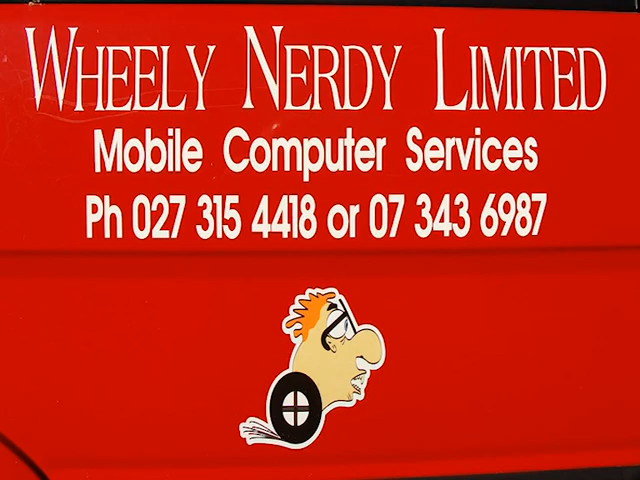 WHEELY NERDY LIMITED
Mobile Computer Services
Ph 027 315 4418 or 07 343 6987